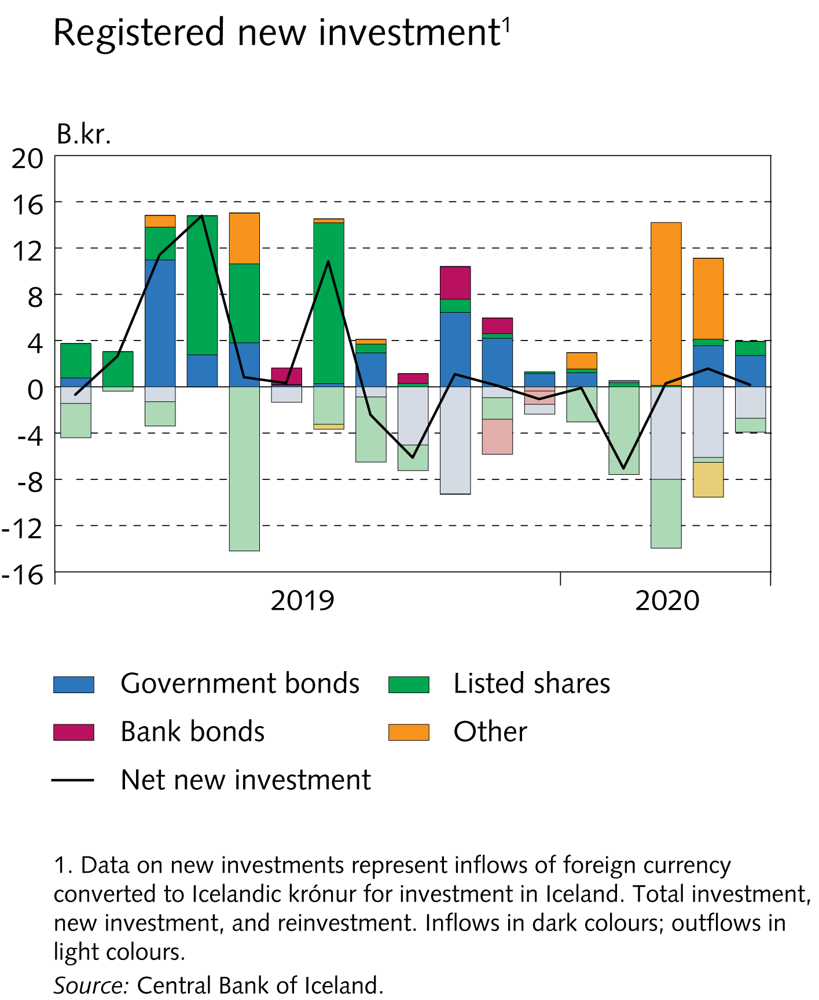 Registered new investment¹
B.kr.
20
16
12
8
4
0
-4
-8
-12
-16
2019 2020
Government bonds Listed shares
Bank bonds Other
Net new investment
1. Data on new investments represent inflows of foreign currency
converted to Icelandic krónur for investment in Iceland. Total investment,
new investment, and reinvestment. Inflows in dark colours; outflows in
light colours.
Source: Central Bank of Iceland.